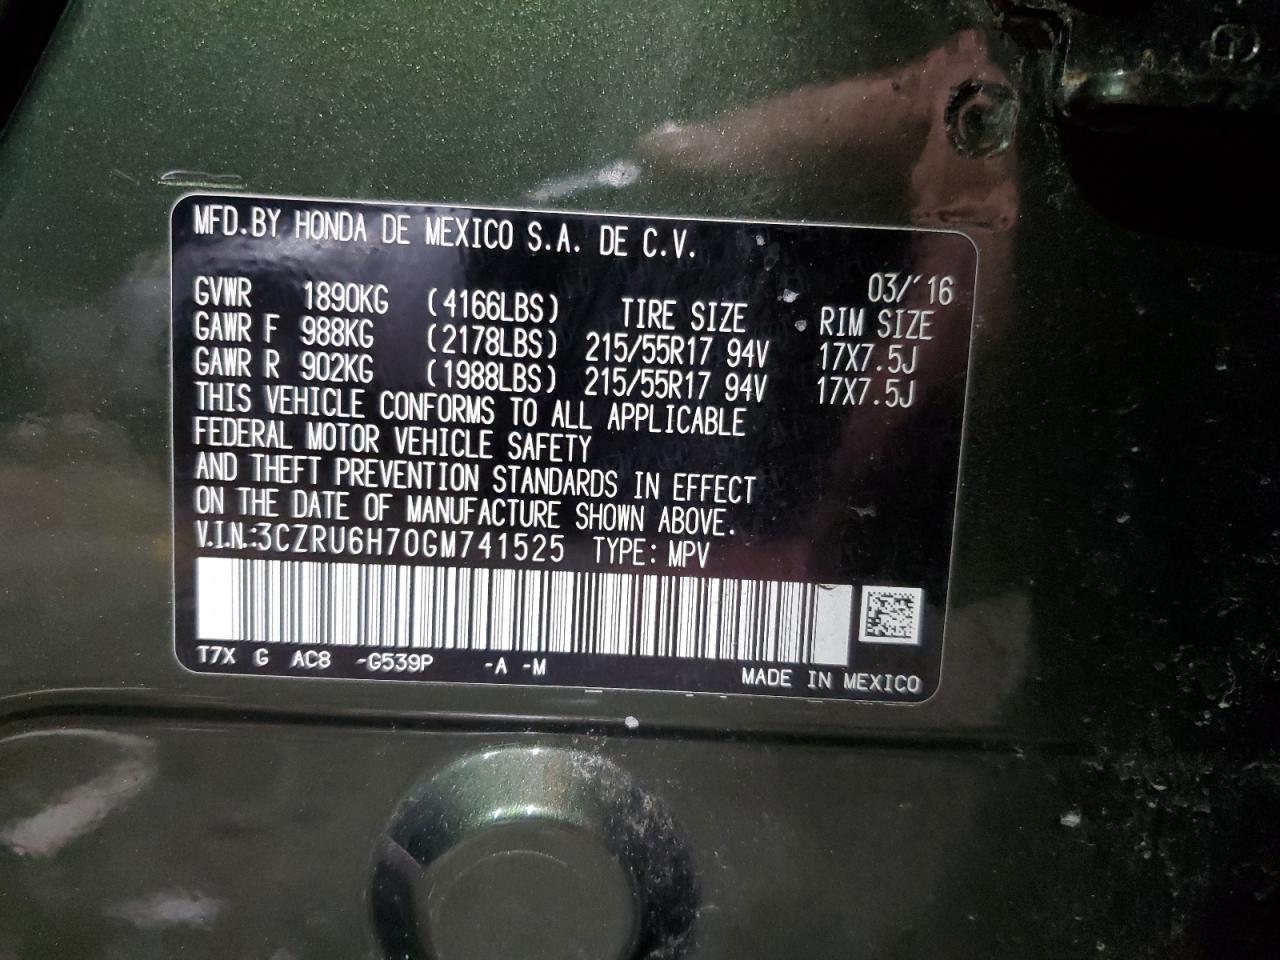 MFD.BY HONDA DE MEXICO S.A. DE C.V.
03/´16
GVWR 1890KG (4166LBS) TIRE SIZE RIM SIZE
GAWR F 988KG (2178LBS) 215/55R17 94V 17X7.5J
GAWR R 902KG (1988LBS) 215/55R17 94V 17X7.5J
THIS VEHICLE CONFORMS TO ALL APPLICABLE
FEDERAL MOTOR VEHICLE SAFETY
AND THEFT PREVENTION STANDARDS IN EFFECT
ON THE DATE OF MANUFACTURE SHOWN ABOVE.
V.I.N.:3CZRU6H70GM741525 TYPE: MPV
T7X G AC8 -G539P -A -M
MADE IN MEXICO